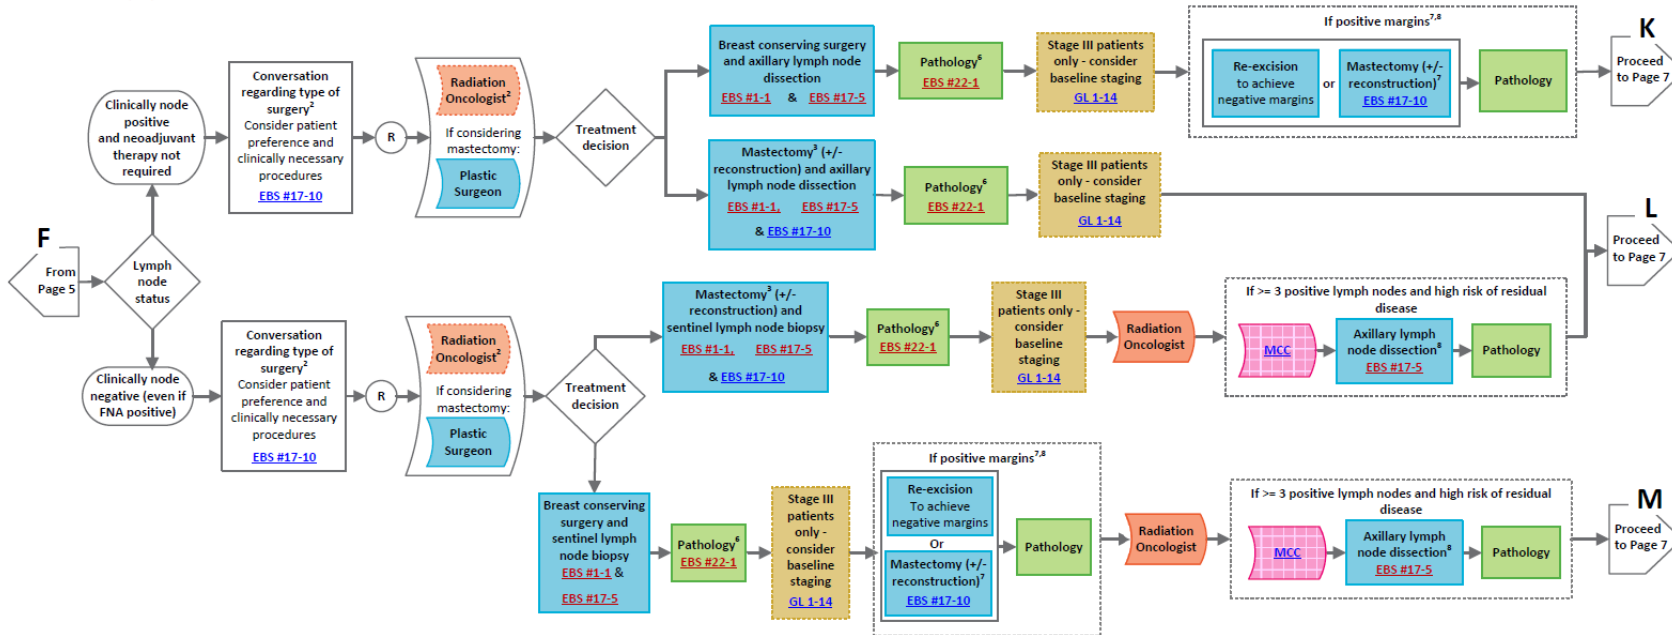 F
From
Page 5
Lymph
node
status
Clinically node
positive
and neoadjuvant
therapy not
required
Conversation
regarding type of
surgery²
Consider patient
preference and
clinically necessary
procedures
EBS #17-10
R
Radiation
Oncologist²
If considering
mastectomy:
Plastic
Surgeon
Treatment
decision
Breast conserving surgery
and axillary lymph node
dissection
EBS #1-1 & EBS #17-5
Pathology⁶
EBS #22-1
Stage III patients
only - consider
baseline staging
GL 1-14
If positive margins⁷,⁸
Re-excision
to achieve
negative margins
or
Mastectomy (+/-
reconstruction)⁷
EBS #17-10
Pathology
K
Proceed
to Page 7
Mastectomy³ (+/-
reconstruction) and axillary
lymph node dissection
EBS #1-1, EBS #17-5
& EBS #17-10
Pathology⁶
EBS #22-1
Stage III patients
only - consider
baseline staging
GL 1-14
L
Proceed
to Page 7
Clinically node
negative (even if
FNA positive)
Conversation
regarding type of
surgery²
Consider patient
preference and
clinically necessary
procedures
EBS #17-10
R
Radiation
Oncologist²
If considering
mastectomy:
Plastic
Surgeon
Treatment
decision
Mastectomy³ (+/-
reconstruction) and
sentinel lymph node biopsy
EBS #1-1, EBS #17-5
& EBS #17-10
Pathology⁶
EBS #22-1
Stage III
patients only -
consider
baseline
staging
GL 1-14
Radiation
Oncologist
If >= 3 positive lymph nodes and high risk of residual
disease
MCC
Axillary lymph
node dissection⁸
EBS #17-5
Pathology
Breast conserving
surgery and
sentinel lymph
node biopsy
EBS #1-1 &
EBS #17-5
Pathology⁶
EBS #22-1
Stage III
patients
only -
consider
baseline
staging
GL 1-14
If positive margins⁷,⁸
Re-excision
To achieve
negative margins
Or
Mastectomy (+/-
reconstruction)⁷
EBS #17-10
Pathology
Radiation
Oncologist
If >= 3 positive lymph nodes and high risk of residual
disease
MCC
Axillary lymph
node dissection⁸
EBS #17-5
Pathology
M
Proceed
to Page 7